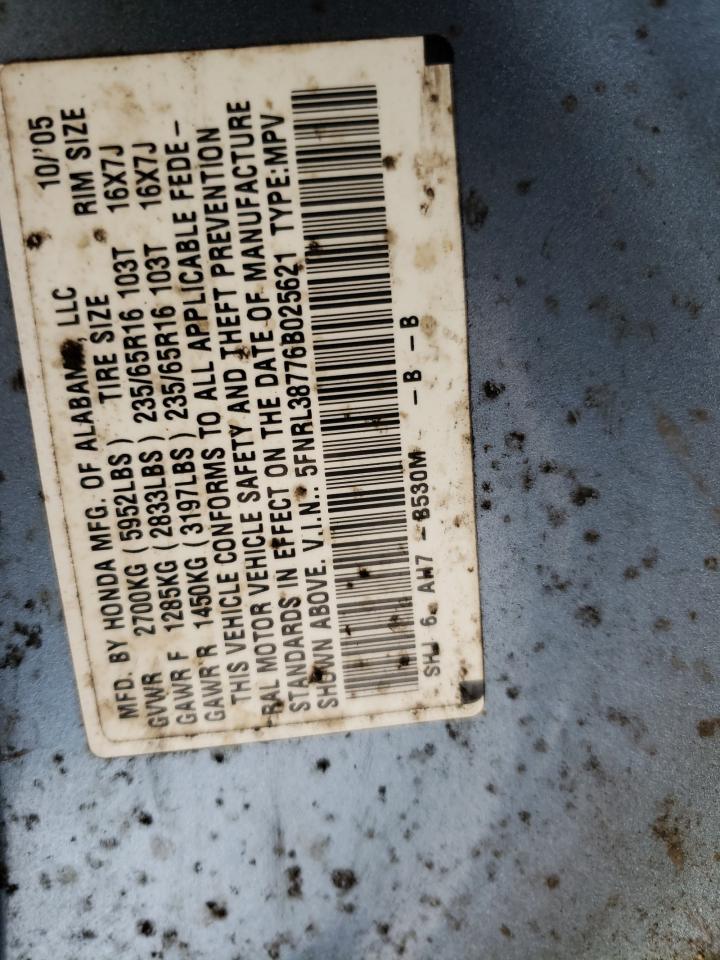 MFD. BY HONDA MFG. OF ALABAMA, LLC 10/'05
GVWR 2700KG (5952LBS) TIRE SIZE RIM SIZE
GAWR F 1285KG (2833LBS) 235/65R16 103T 16X7J
GAWR R 1450KG (3197LBS) 235/65R16 103T 16X7J
THIS VEHICLE CONFORMS TO ALL APPLICABLE FEDE-
RAL MOTOR VEHICLE SAFETY AND THEFT PREVENTION
STANDARDS IN EFFECT ON THE DATE OF MANUFACTURE
SHOWN ABOVE. V.I.N.: 5FNRL38776B025621 TYPE:MPV
SHJ 6 AH7 -B530M -B -B